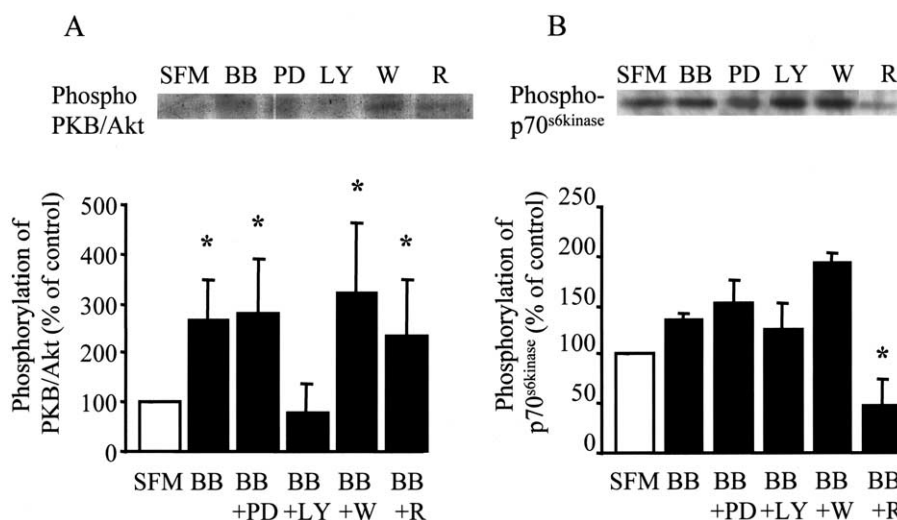 A
SFM BB PD LY W R
Phospho
PKB/Akt
Phosphorylation of
PKB/Akt (% of control)
500
400
300
200
100
0
*
*
*
*
SFM BB BB BB BB BB
+PD +LY +W +R
B
SFM BB PD LY W R
Phospho-
p70s6kinase
Phosphorylation of
p70s6kinase (% of control)
250
200
150
100
50
0
*
SFM BB BB BB BB BB
+PD +LY +W +R